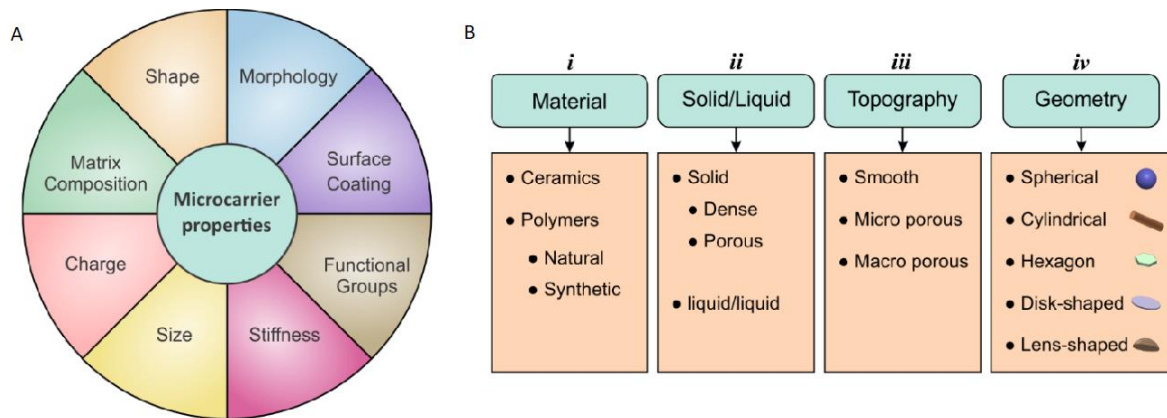 A
Shape
Morphology
Matrix
Composition
Surface
Coating
Microcarrier
properties
Charge
Functional
Groups
Size
Stiffness
B
i
ii
iii
iv
Material
Solid/Liquid
Topography
Geometry
• Ceramics
• Polymers
• Natural
• Synthetic
• Solid
• Dense
• Porous
• liquid/liquid
• Smooth
• Micro porous
• Macro porous
• Spherical
• Cylindrical
• Hexagon
• Disk-shaped
• Lens-shaped